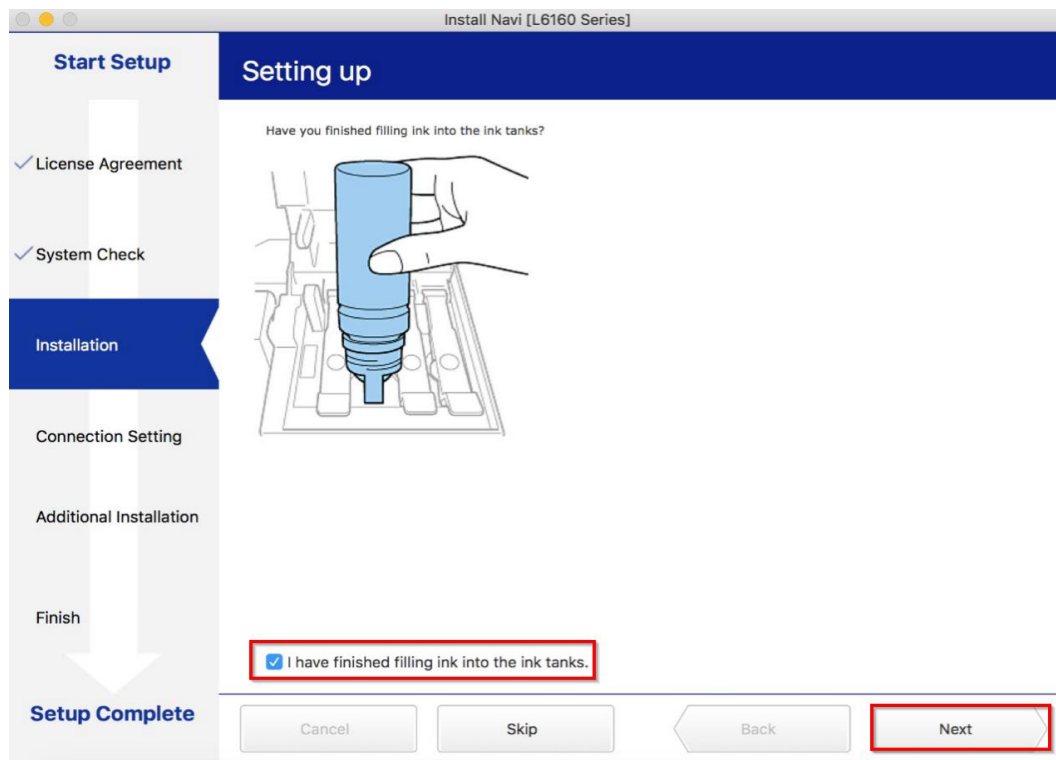 Install Navi [L6160 Series]
Start Setup
License Agreement
System Check
Installation
Connection Setting
Additional Installation
Finish
Setup Complete
Setting up
Have you finished filling ink into the ink tanks?
I have finished filling ink into the ink tanks.
Cancel
Skip
Back
Next